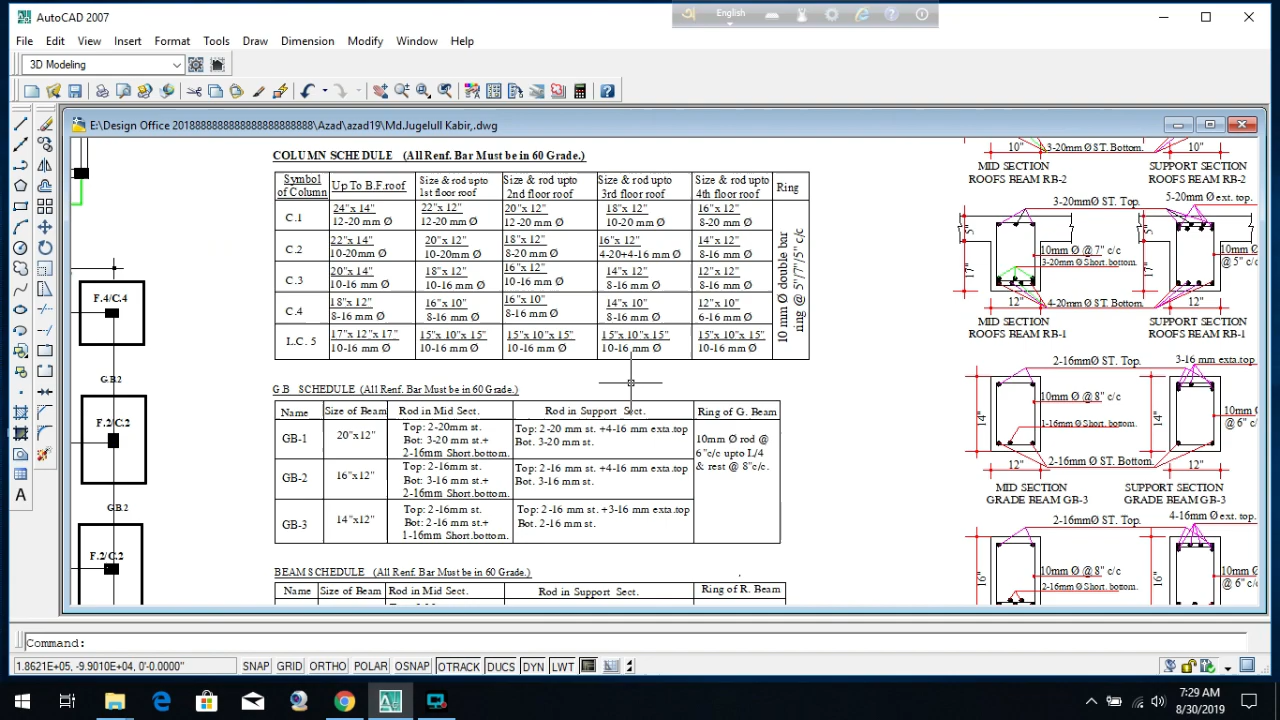 AutoCAD 2007
English
File Edit View Insert Format Tools Draw Dimension Modify Window Help
3D Modeling
E:\Design Office 2018888888888888888888888\Azad\azad19\Md.Jugelull Kabir,.dwg
COLUMN SCHEDULE (All Renf. Bar Must be in 60 Grade.)
Symbol of Column Up To B.F.roof Size & rod upto 1st floor roof Size & rod upto 2nd floor roof Size & rod upto 3rd floor roof Size & rod upto 4th floor roof Ring
C.1 24"x 14" 22"x 12" 20"x 12" 18"x 12" 16"x 12"
12-20 mm Ø 12-20 mm Ø 12-20 mm Ø 10-20 mm Ø 8-20 mm Ø
C.2 22"x 14" 20"x 12" 18"x 12" 16"x 12" 14"x 12"
10-20mm Ø 10-20mm Ø 8-20 mm Ø 4-20+4-16 mm Ø 8-16 mm Ø
C.3 20"x 14" 18"x 12" 16"x 12" 14"x 12" 12"x 12"
10-16 mm Ø 10-16 mm Ø 8-16 mm Ø 8-16 mm Ø 8-16 mm Ø
C.4 18"x 12" 16"x 10" 16"x 10" 14"x 10" 12"x 10"
8-16 mm Ø 8-16 mm Ø 8-16 mm Ø 8-16 mm Ø 6-16 mm Ø
L.C. 5 17"x 12"x 17" 15"x 10"x 15" 15"x 10"x 15" 15"x 10"x 15" 15"x 10"x 15"
10-16 mm Ø 10-16 mm Ø 10-16 mm Ø 10-16 mm Ø 10-16 mm Ø
10 mm Ø double bar
ring @ 5"/7"/5" c/c
F.4/C.4
G.B.2
F.2/C.2
G.B.2
F.2/C.2
G.B SCHEDULE (All Renf. Bar Must be in 60 Grade.)
Name Size of Beam Rod in Mid Sect. Rod in Support Sect. Ring of G. Beam
GB-1 20"x12" Top: 2-20mm st. Top: 2-20 mm st. +4-16 mm exta.top
Bot: 3-20 mm st.+ Bot. 3-20 mm st.
2-16mm Short.bottom.
GB-2 16"x12" Top: 2-16mm st. Top: 2-16 mm st. +4-16 mm exta.top
Bot: 3-16 mm st.+ Bot. 3-16 mm st.
2-16mm Short.bottom.
GB-3 14"x12" Top: 2-16mm st. Top: 2-16 mm st. +3-16 mm exta.top
Bot: 2-16 mm st.+ Bot. 2-16 mm st.
1-16mm Short.bottom.
10mm Ø rod @
6"c/c upto L/4
& rest @ 8"c/c.
BEAM SCHEDULE (All Renf. Bar Must be in 60 Grade.)
Name Size of Beam Rod in Mid Sect. Rod in Support Sect. Ring of R. Beam
10" 3-20mm Ø ST. Bottom. 10"
MID SECTION SUPPORT SECTION
ROOFS BEAM RB-2 ROOFS BEAM RB-2
3-20mmØ ST. Top. 5-20mm Ø ext. top.
5" 5"
10mm Ø @ 7" c/c 10mm Ø
3-20mm Ø Short. bottom. @ 5" c/c
17" 17"
12" 4-20mm Ø ST. Bottom. 12"
MID SECTION SUPPORT SECTION
ROOFS BEAM RB-1 ROOFS BEAM RB-1
2-16mmØ ST. Top. 3-16 mm exta.top
14" 14"
10mm Ø @ 8" c/c 10mm Ø
1-16mm Ø Short. bottom. @ 6" c/c
12" 2-16mm Ø ST. Bottom. 12"
MID SECTION SUPPORT SECTION
GRADE BEAM GB-3 GRADE BEAM GB-3
2-16mmØ ST. Top. 4-16mm Ø ext. top.
16" 16"
10mm Ø @ 8" c/c 10mm Ø
2-16mm Ø Short. bottom. @ 6" c/c
Command:
1.8621E+05, -9.9010E+04, 0'-0.0000" SNAP GRID ORTHO POLAR OSNAP OTRACK DUCS DYN LWT
7:29 AM
8/30/2019